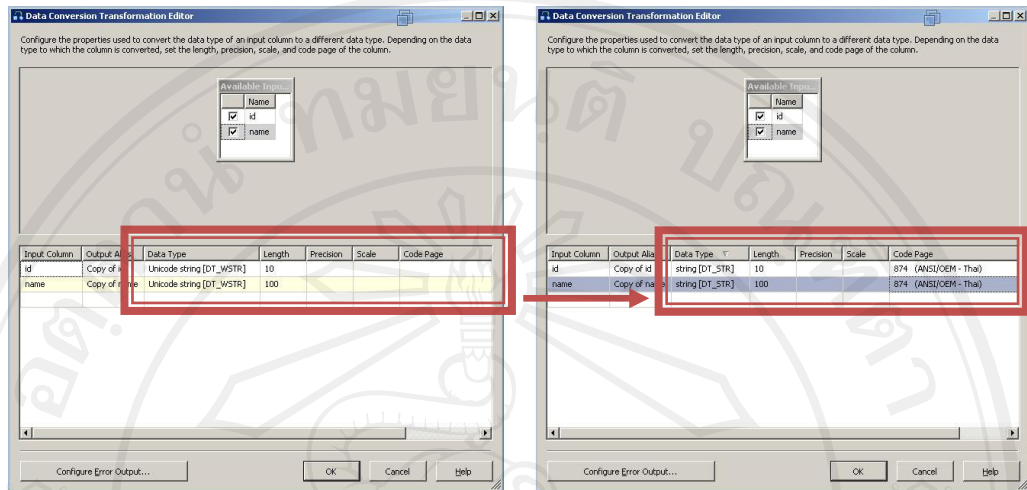 Data Conversion Transformation Editor
Configure the properties used to convert the data type of an input column to a different data type. Depending on the data
type to which the column is converted, set the length, precision, scale, and code page of the column.
Available Inpu...
Name
id
name
Input Column Output Alias Data Type Length Precision Scale Code Page
id Copy of id Unicode string [DT_WSTR] 10
name Copy of name Unicode string [DT_WSTR] 100
Configure Error Output... OK Cancel Help
Data Conversion Transformation Editor
Configure the properties used to convert the data type of an input column to a different data type. Depending on the data
type to which the column is converted, set the length, precision, scale, and code page of the column.
Available Inpu...
Name
id
name
Input Column Output Alias Data Type Length Precision Scale Code Page
id Copy of id string [DT_STR] 10 874 (ANSI/OEM - Thai)
name Copy of name string [DT_STR] 100 874 (ANSI/OEM - Thai)
Configure Error Output... OK Cancel Help